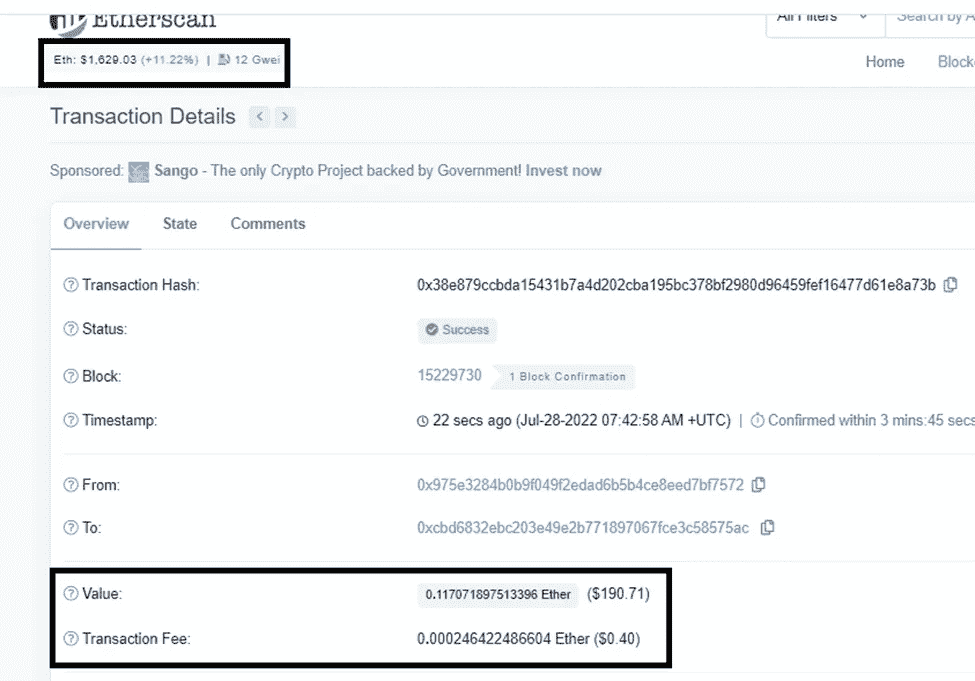 Etherscan
All Filters
Search by A
Eth: $1,629.03 (+11.22%) | 12 Gwei
Home
Block
Transaction Details < >
Sponsored: Sango - The only Crypto Project backed by Government! Invest now
Overview State Comments
Transaction Hash: 0x38e879ccbda15431b7a4d202cba195bc378bf2980d96459fef16477d61e8a73b
Status: Success
Block: 15229730 1 Block Confirmation
Timestamp: 22 secs ago (Jul-28-2022 07:42:58 AM +UTC) | Confirmed within 3 mins:45 secs
From: 0x975e3284b0b9f049f2edad6b5b4ce8eed7bf7572
To: 0xcbd6832ebc203e49e2b771897067fce3c58575ac
Value: 0.117071897513396 Ether ($190.71)
Transaction Fee: 0.000246422486604 Ether ($0.40)